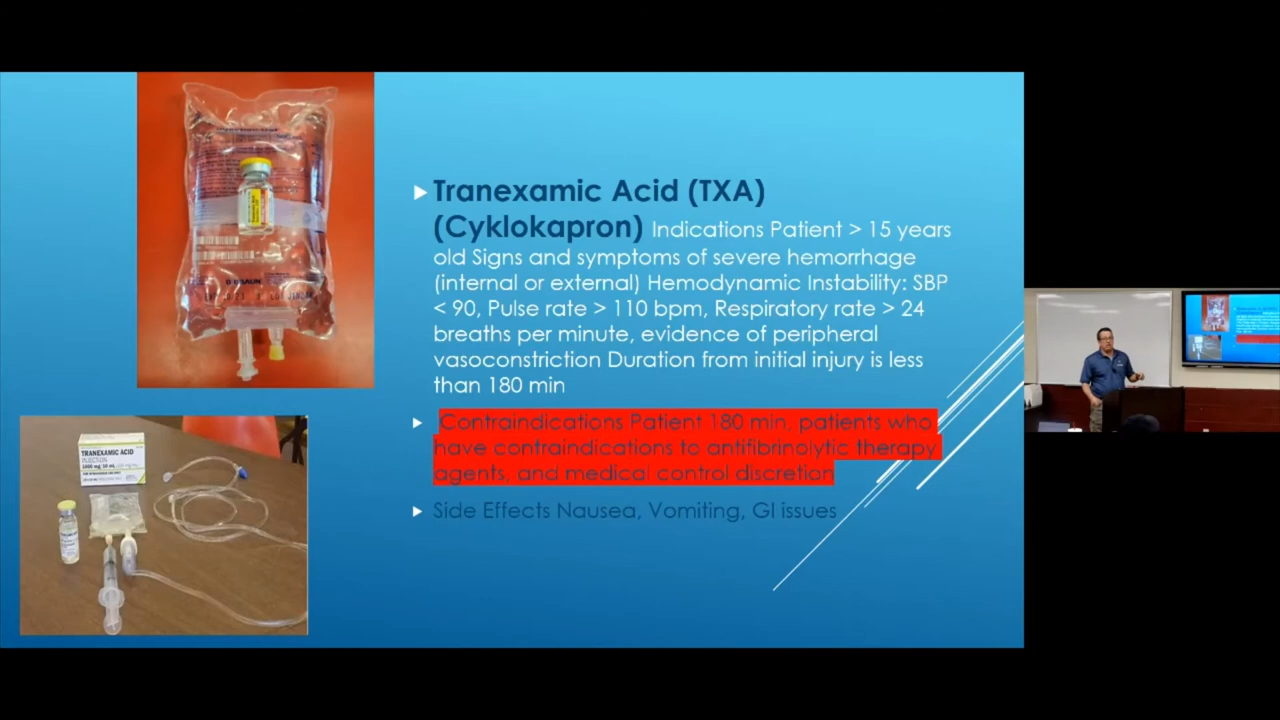 Tranexamic Acid (TXA)
(Cyklokapron) Indications Patient > 15 years
old Signs and symptoms of severe hemorrhage
(internal or external) Hemodynamic Instability: SBP
< 90, Pulse rate > 110 bpm, Respiratory rate > 24
breaths per minute, evidence of peripheral
vasoconstriction Duration from initial injury is less
than 180 min
Contraindications Patient 180 min, patients who
have contraindications to antifibrinolytic therapy
agents, and medical control discretion
Side Effects Nausea, Vomiting, GI issues
B BRAUN
TRANEXAMIC ACID
INJECTION